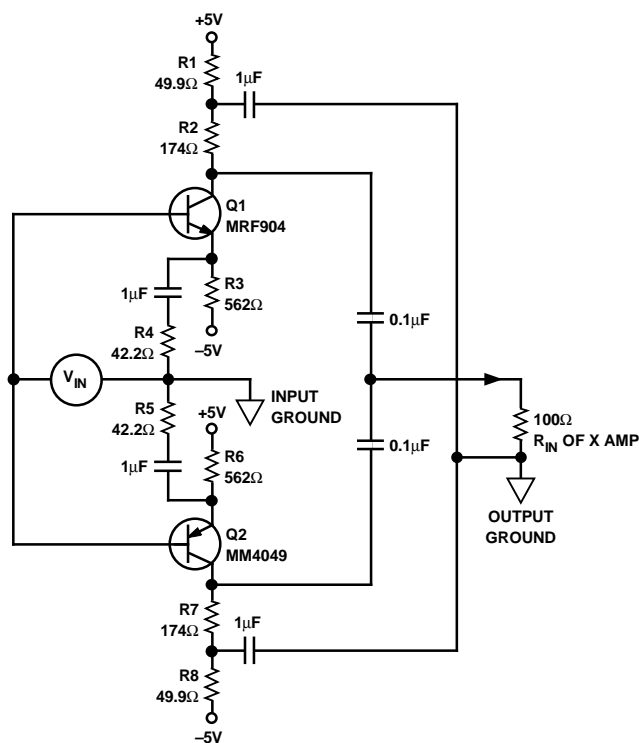 +5V
R1
49.9Ω
1μF
R2
174Ω
Q1
MRF904
1μF
R3
562Ω
R4
42.2Ω
–5V
0.1μF
VIN
R5
42.2Ω
+5V
INPUT
GROUND
100Ω
RIN OF X AMP
1μF
R6
562Ω
0.1μF
OUTPUT
GROUND
Q2
MM4049
R7
174Ω
1μF
R8
49.9Ω
–5V